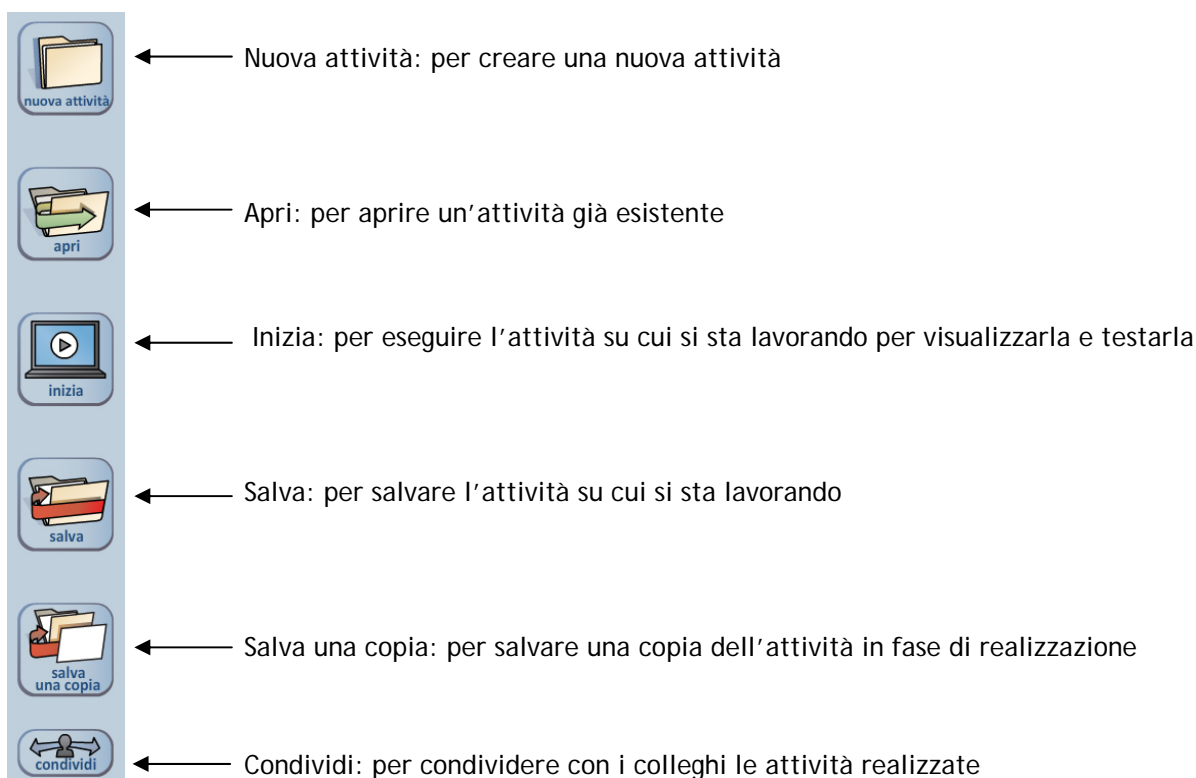 nuova attività
Nuova attività: per creare una nuova attività
apri
Apri: per aprire un'attività già esistente
inizia
Inizia: per eseguire l'attività su cui si sta lavorando per visualizzarla e testarla
salva
Salva: per salvare l'attività su cui si sta lavorando
salva
una copia
Salva una copia: per salvare una copia dell'attività in fase di realizzazione
condividi
Condividi: per condividere con i colleghi le attività realizzate